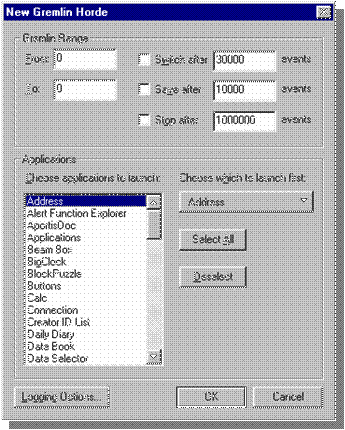 New Gremlin Horde
Gremlin Range
From: 0 Switch after 30000 events
To: 0 Save after 10000 events
Stop after 1000000 events
Applications
Choose applications to launch: Choose which to launch first:
Address Address
Alert Function Explorer
Applications
Beam Box Select All
BigClock
BlockPuzzle
Buttons Deselect
Calc
Connection
Creator ID List
Daily Diary
Data Book
Data Selector
Logging Options... OK Cancel